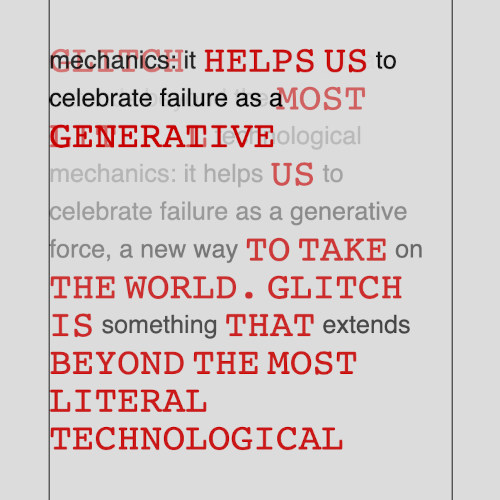 mechanics: it HELPS US to
celebrate failure as a MOST
GENERATIVE technological
mechanics: it helps US to
celebrate failure as a generative
force, a new way TO TAKE on
THE WORLD. GLITCH
IS something THAT extends
BEYOND THE MOST
LITERAL
TECHNOLOGICAL